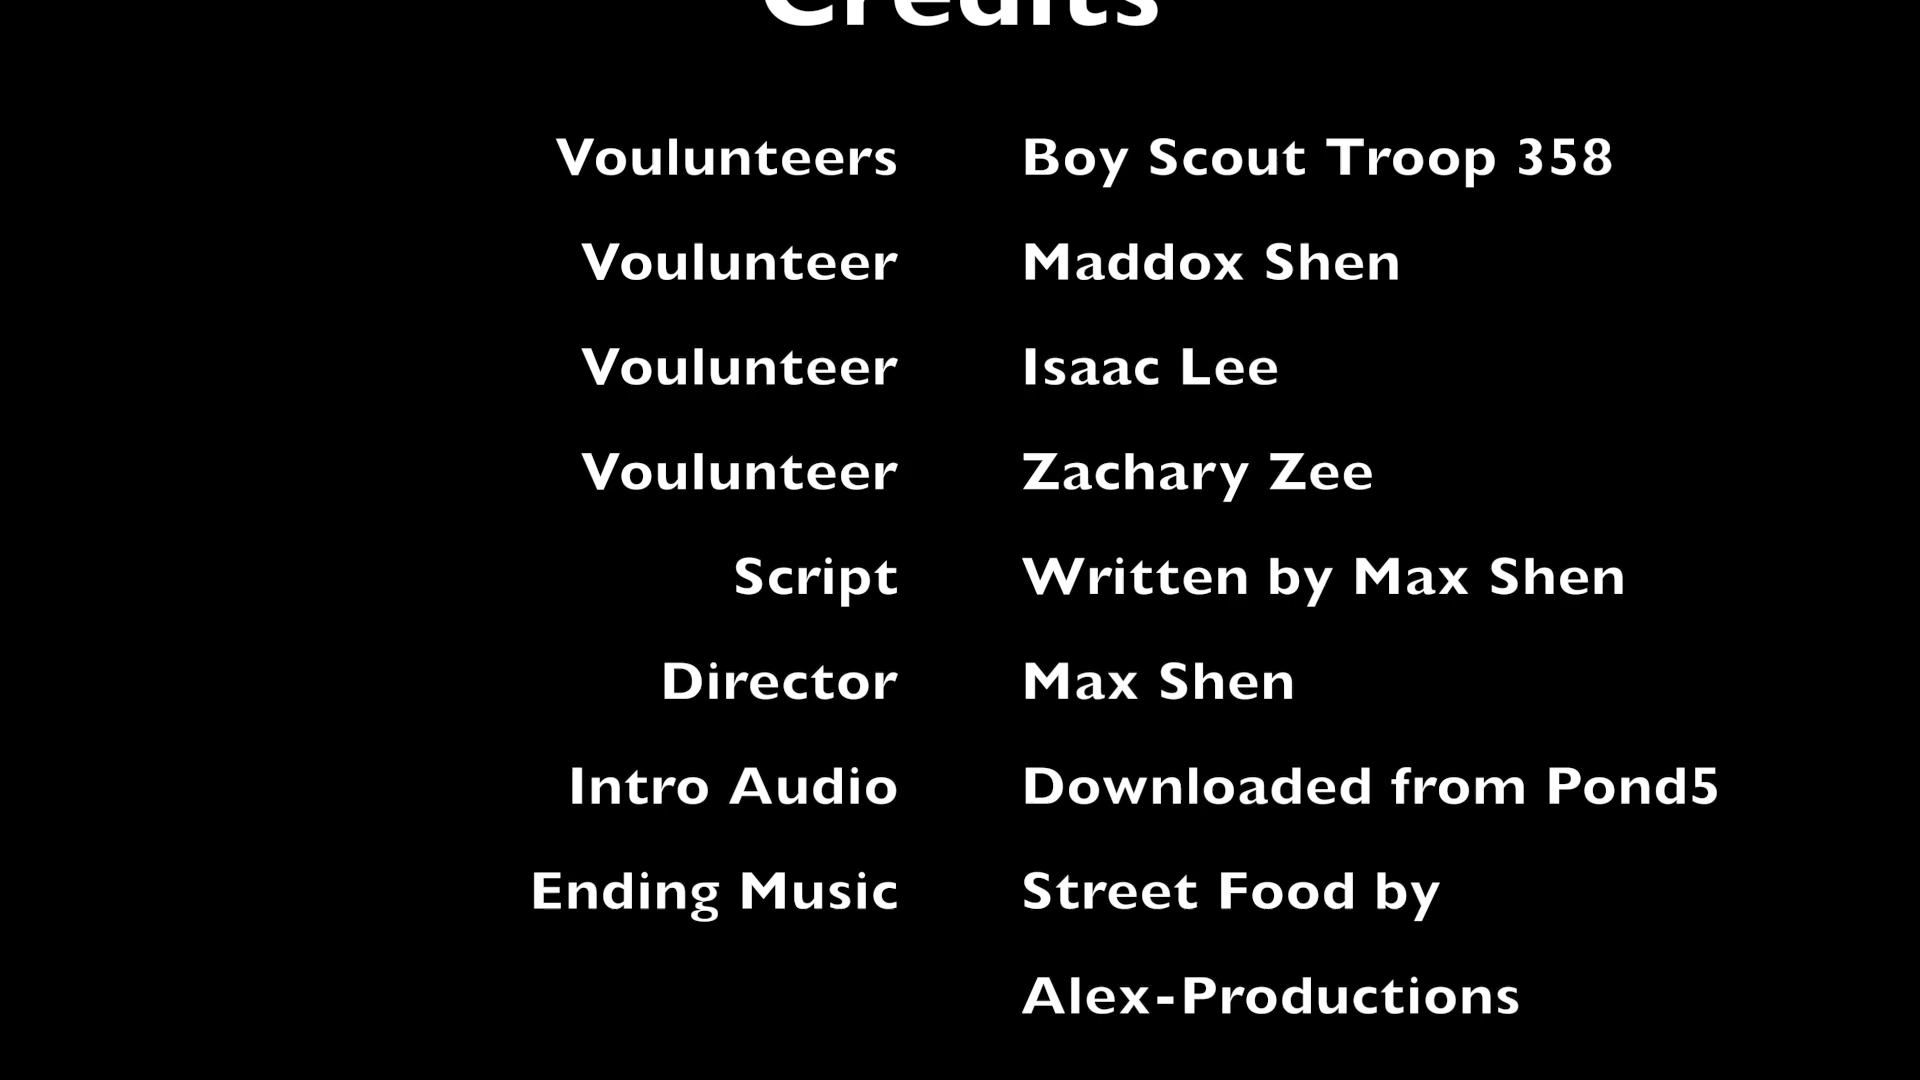 Credits
Voulunteers Boy Scout Troop 358
Voulunteer Maddox Shen
Voulunteer Isaac Lee
Voulunteer Zachary Zee
Script Written by Max Shen
Director Max Shen
Intro Audio Downloaded from Pond5
Ending Music Street Food by
Alex-Productions